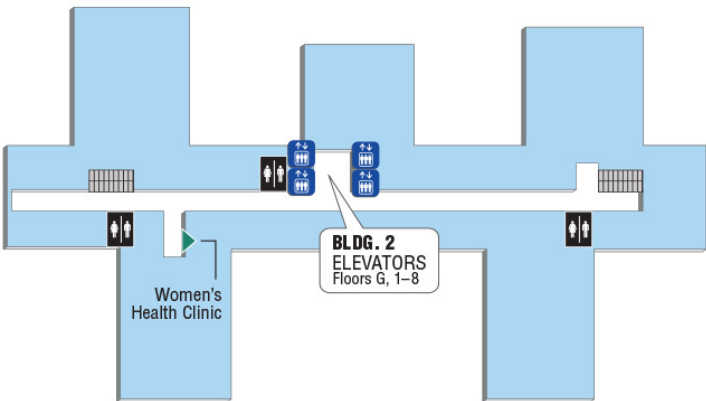 BLDG. 2
ELEVATORS
Floors G, 1–8
Women's
Health Clinic